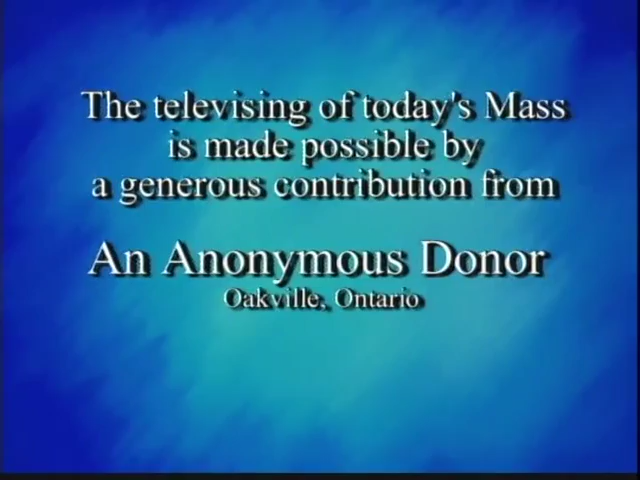 The televising of today's Mass
is made possible by
a generous contribution from
An Anonymous Donor
Oakville, Ontario